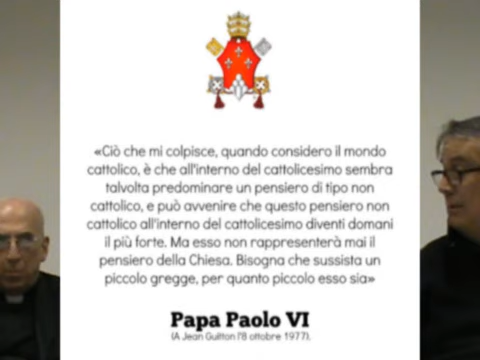 «Ciò che mi colpisce, quando considero il mondo
cattolico, è che all'interno del cattolicesimo sembra
talvolta predominare un pensiero di tipo non
cattolico, e può avvenire che questo pensiero non
cattolico all'interno del cattolicesimo diventi domani
il più forte. Ma esso non rappresenterà mai il
pensiero della Chiesa. Bisogna che sussista un
piccolo gregge, per quanto piccolo esso sia»
Papa Paolo VI
(A Jean Guitton l'8 ottobre 1977).